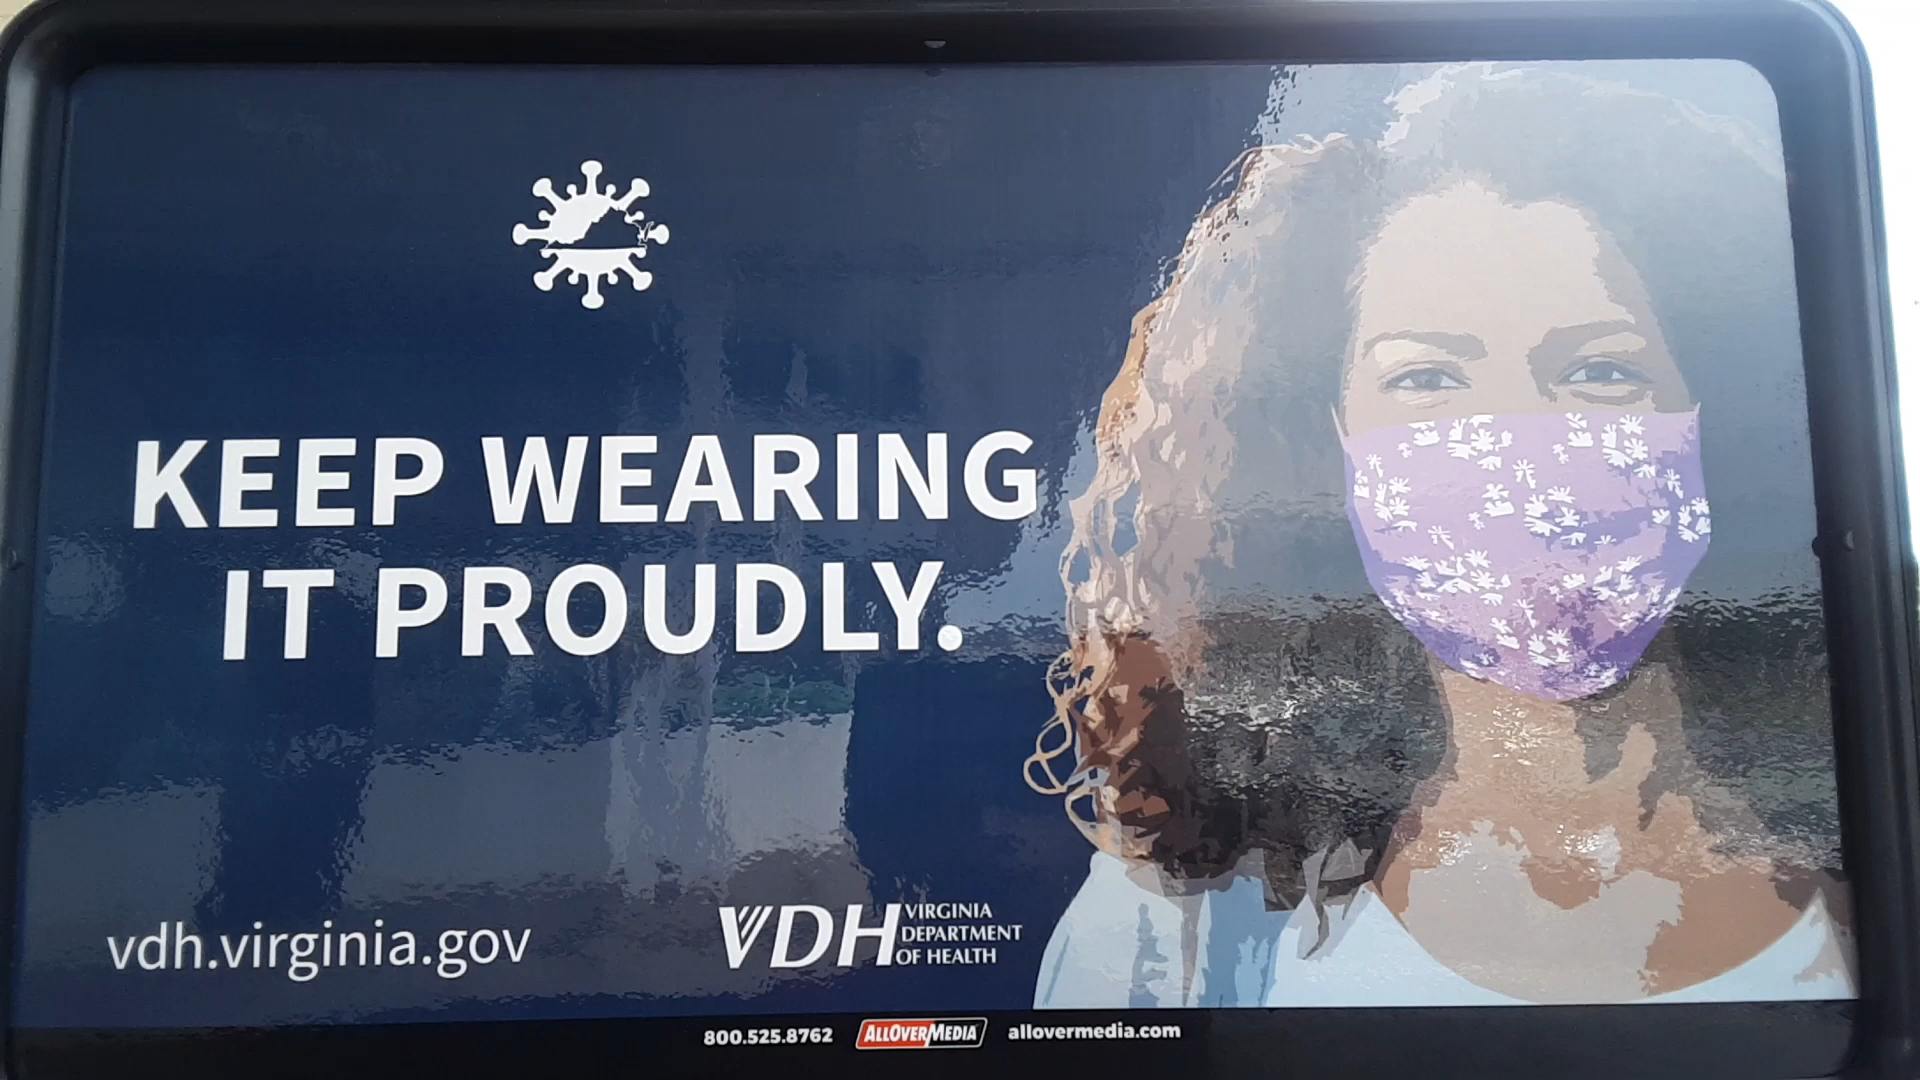 KEEP WEARING
IT PROUDLY.
vdh.virginia.gov
VDH VIRGINIA
DEPARTMENT
OF HEALTH
800.525.8762 ALLOVERMEDIA allovermedia.com